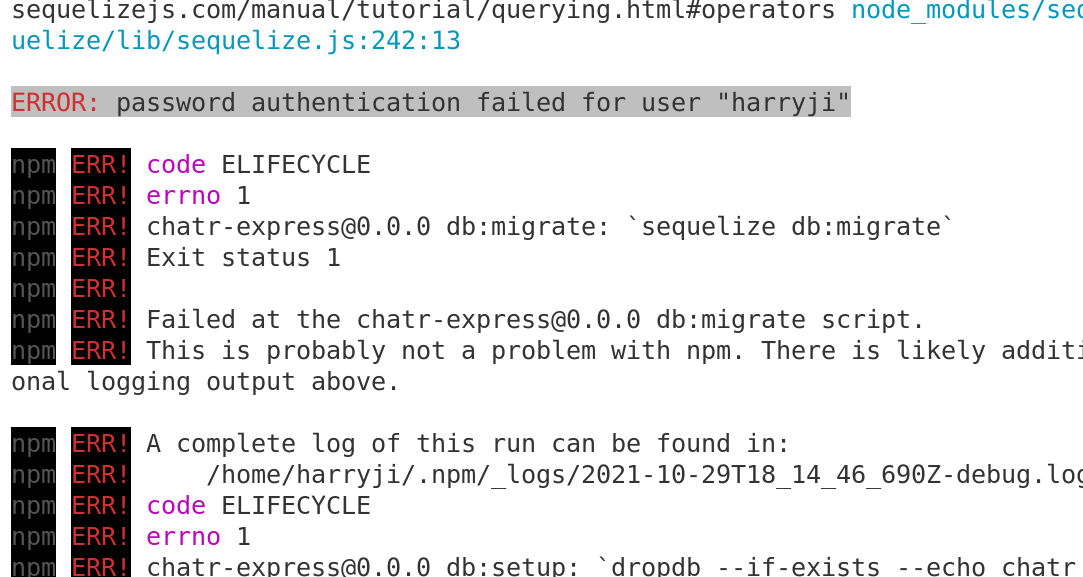 sequelizejs.com/manual/tutorial/querying.html#operators node_modules/seq
uelize/lib/sequelize.js:242:13
ERROR: password authentication failed for user "harryji"
npm ERR! code ELIFECYCLE
npm ERR! errno 1
npm ERR! chatr-express@0.0.0 db:migrate: `sequelize db:migrate`
npm ERR! Exit status 1
npm ERR!
npm ERR! Failed at the chatr-express@0.0.0 db:migrate script.
npm ERR! This is probably not a problem with npm. There is likely additi
onal logging output above.
npm ERR! A complete log of this run can be found in:
npm ERR!     /home/harryji/.npm/_logs/2021-10-29T18_14_46_690Z-debug.log
npm ERR! code ELIFECYCLE
npm ERR! errno 1
npm ERR! chatr-express@0.0.0 db:setup: `dropdb --if-exists --echo chatr